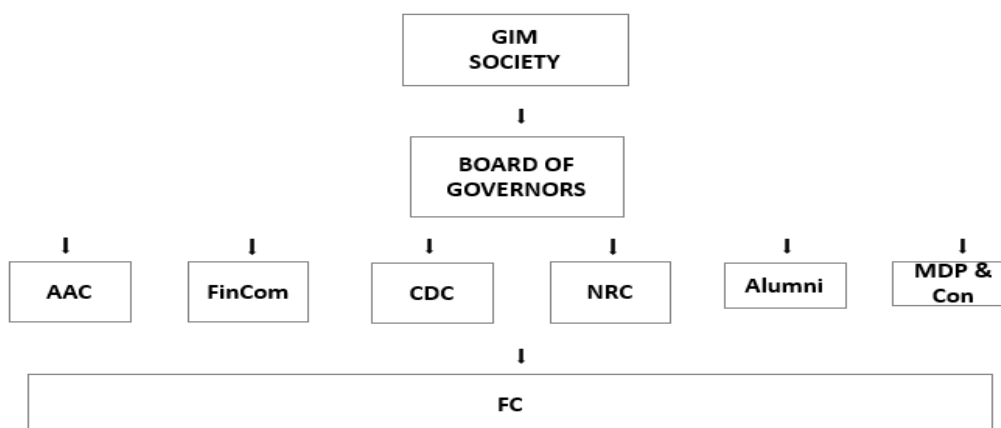 GIM
SOCIETY
BOARD OF
GOVERNORS
AAC
FinCom
CDC
NRC
Alumni
MDP &
Con
FC